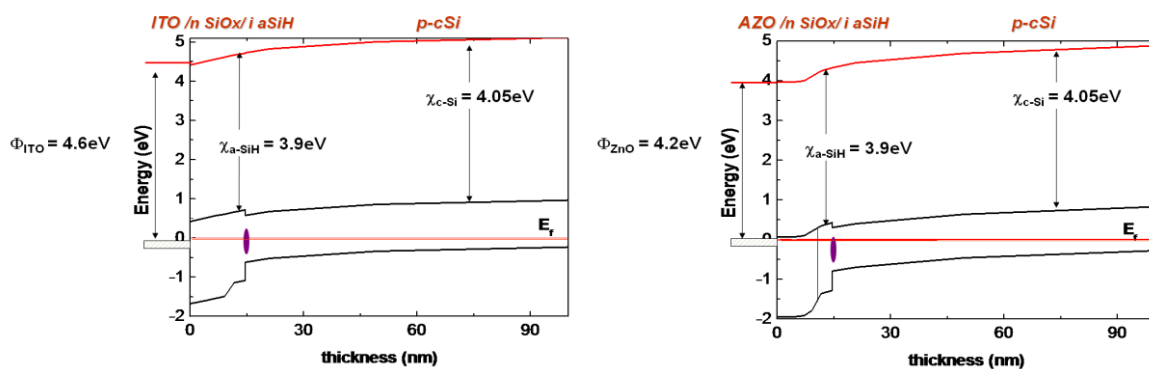 ITO /n SiOx/ i aSiH
p-cSi
5
4
3
2
1
0
−1
−2
Energy (eV)
Φ_ITO = 4.6eV
χ_a-SiH = 3.9eV
χ_c-Si = 4.05eV
E_f
0
30
60
90
thickness (nm)
AZO /n SiOx/ i aSiH
p-cSi
5
4
3
2
1
0
-1
-2
Energy (eV)
Φ_ZnO = 4.2eV
χ_a-SiH = 3.9eV
χ_c-Si = 4.05eV
E_f
0
30
60
90
thickness (nm)